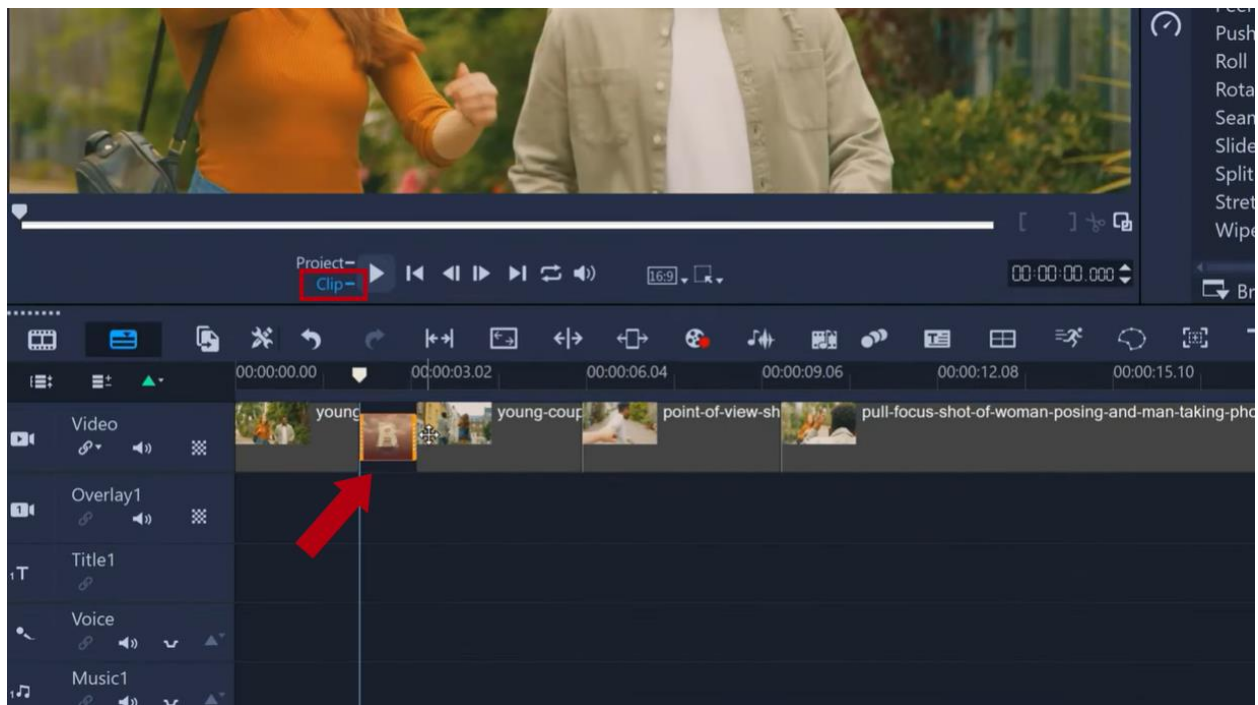 Push
Roll
Rota
Sean
Slide
Split
Stret
Wipe
Project
Clip
16:9
00:00:00.000
Br
00:00:00.00
00:00:03.02
00:00:06.04
00:00:09.06
00:00:12.08
00:00:15.10
Video
young
young-coup
point-of-view-sh
pull-focus-shot-of-woman-posing-and-man-taking-pho
1
Overlay1
1T
Title1
Voice
1
Music1